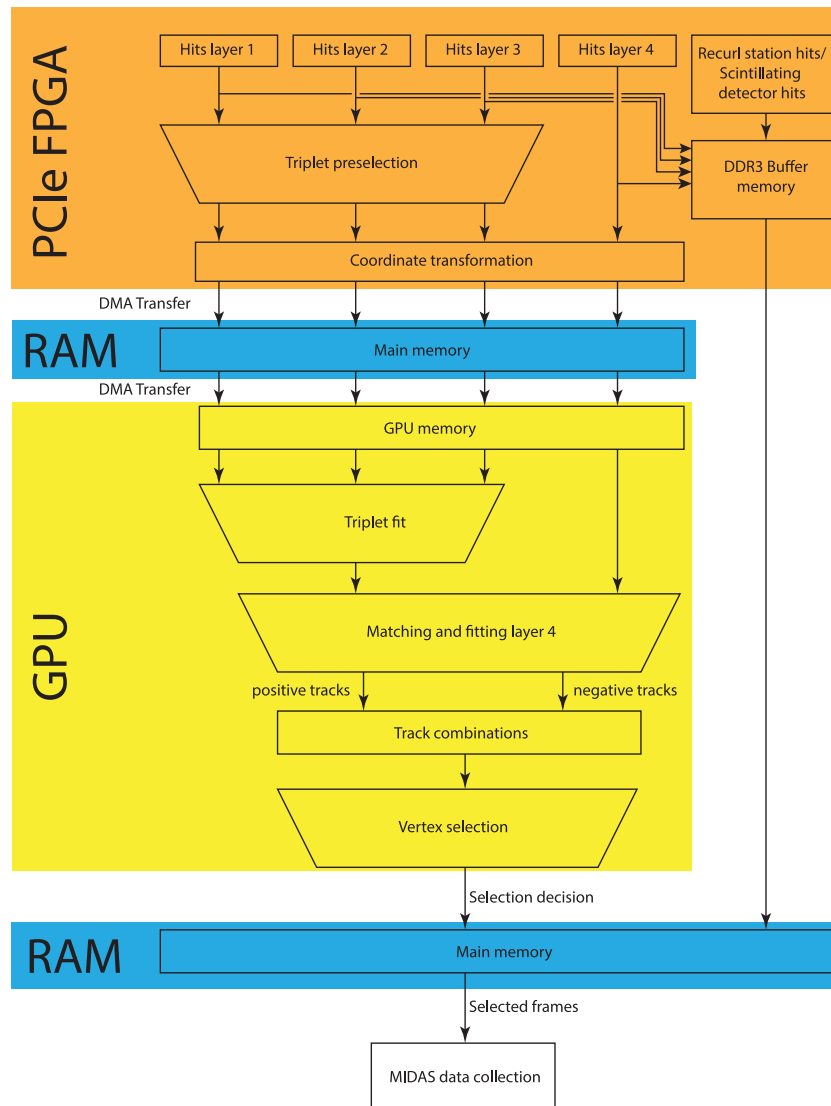 PCIe FPGA
Hits layer 1
Hits layer 2
Hits layer 3
Hits layer 4
Recurl station hits/
Scintillating
detector hits
Triplet preselection
DDR3 Buffer
memory
Coordinate transformation
DMA Transfer
RAM
Main memory
DMA Transfer
GPU
GPU memory
Triplet fit
Matching and fitting layer 4
positive tracks
negative tracks
Track combinations
Vertex selection
Selection decision
RAM
Main memory
Selected frames
MIDAS data collection